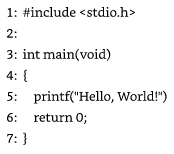 1: #include <stdio.h>
2:
3: int main(void)
4: {
5:    printf("Hello, World!")
6:    return 0;
7: }